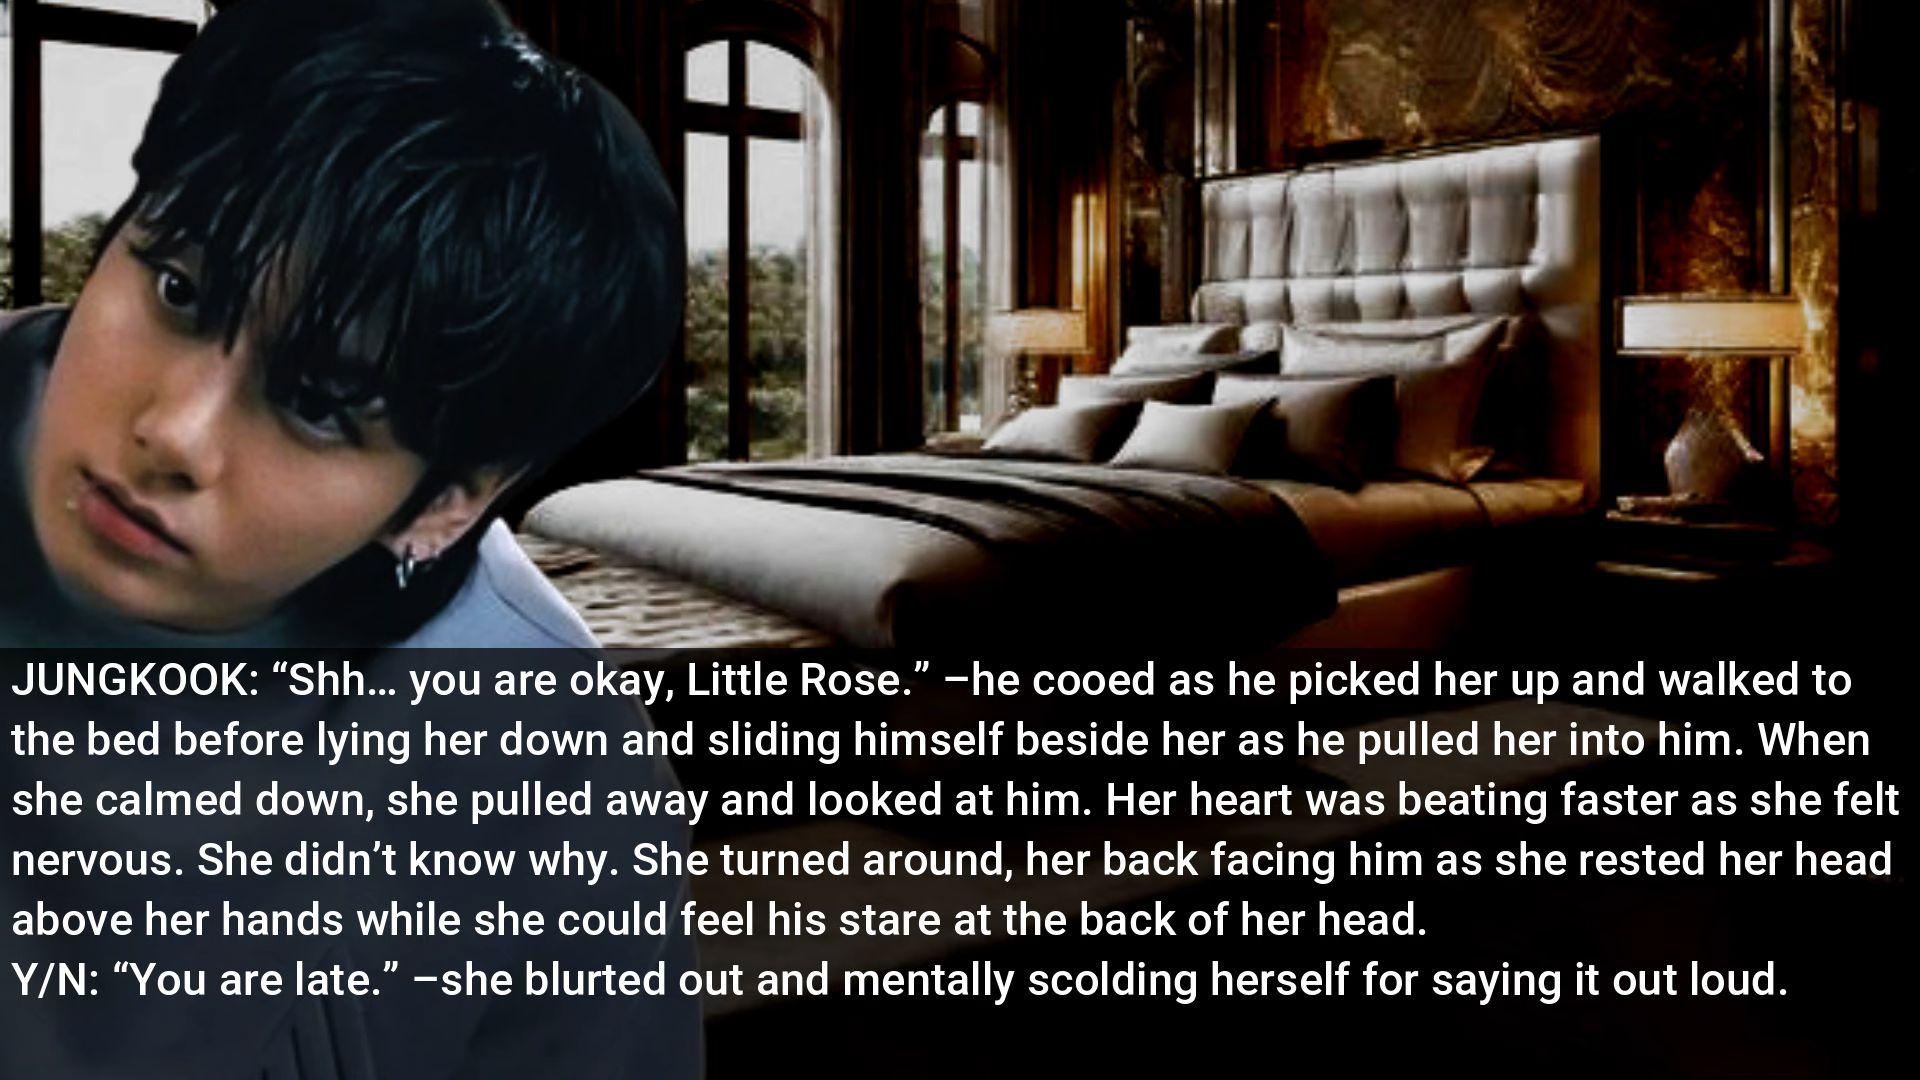 JUNGKOOK: “Shh... you are okay, Little Rose.” –he cooed as he picked her up and walked to
the bed before lying her down and sliding himself beside her as he pulled her into him. When
she calmed down, she pulled away and looked at him. Her heart was beating faster as she felt
nervous. She didn’t know why. She turned around, her back facing him as she rested her head
above her hands while she could feel his stare at the back of her head.
Y/N: “You are late.” –she blurted out and mentally scolding herself for saying it out loud.